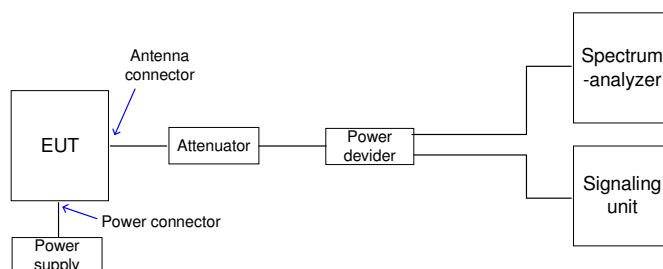 Antenna
connector
Spectrum
-analyzer
EUT
Attenuator
Power
devider
Signaling
unit
Power connector
Power
supply